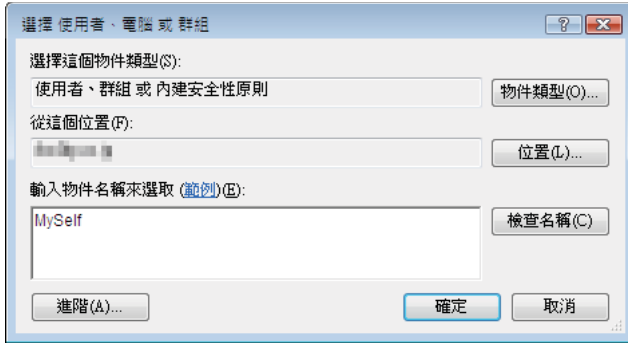 選擇 使用者、電腦 或 群組
選擇這個物件類型(S):
使用者、群組 或 內建安全性原則
物件類型(O)...
從這個位置(F):
位置(L)...
輸入物件名稱來選取 (範例)(E):
MySelf
檢查名稱(C)
進階(A)...
確定
取消